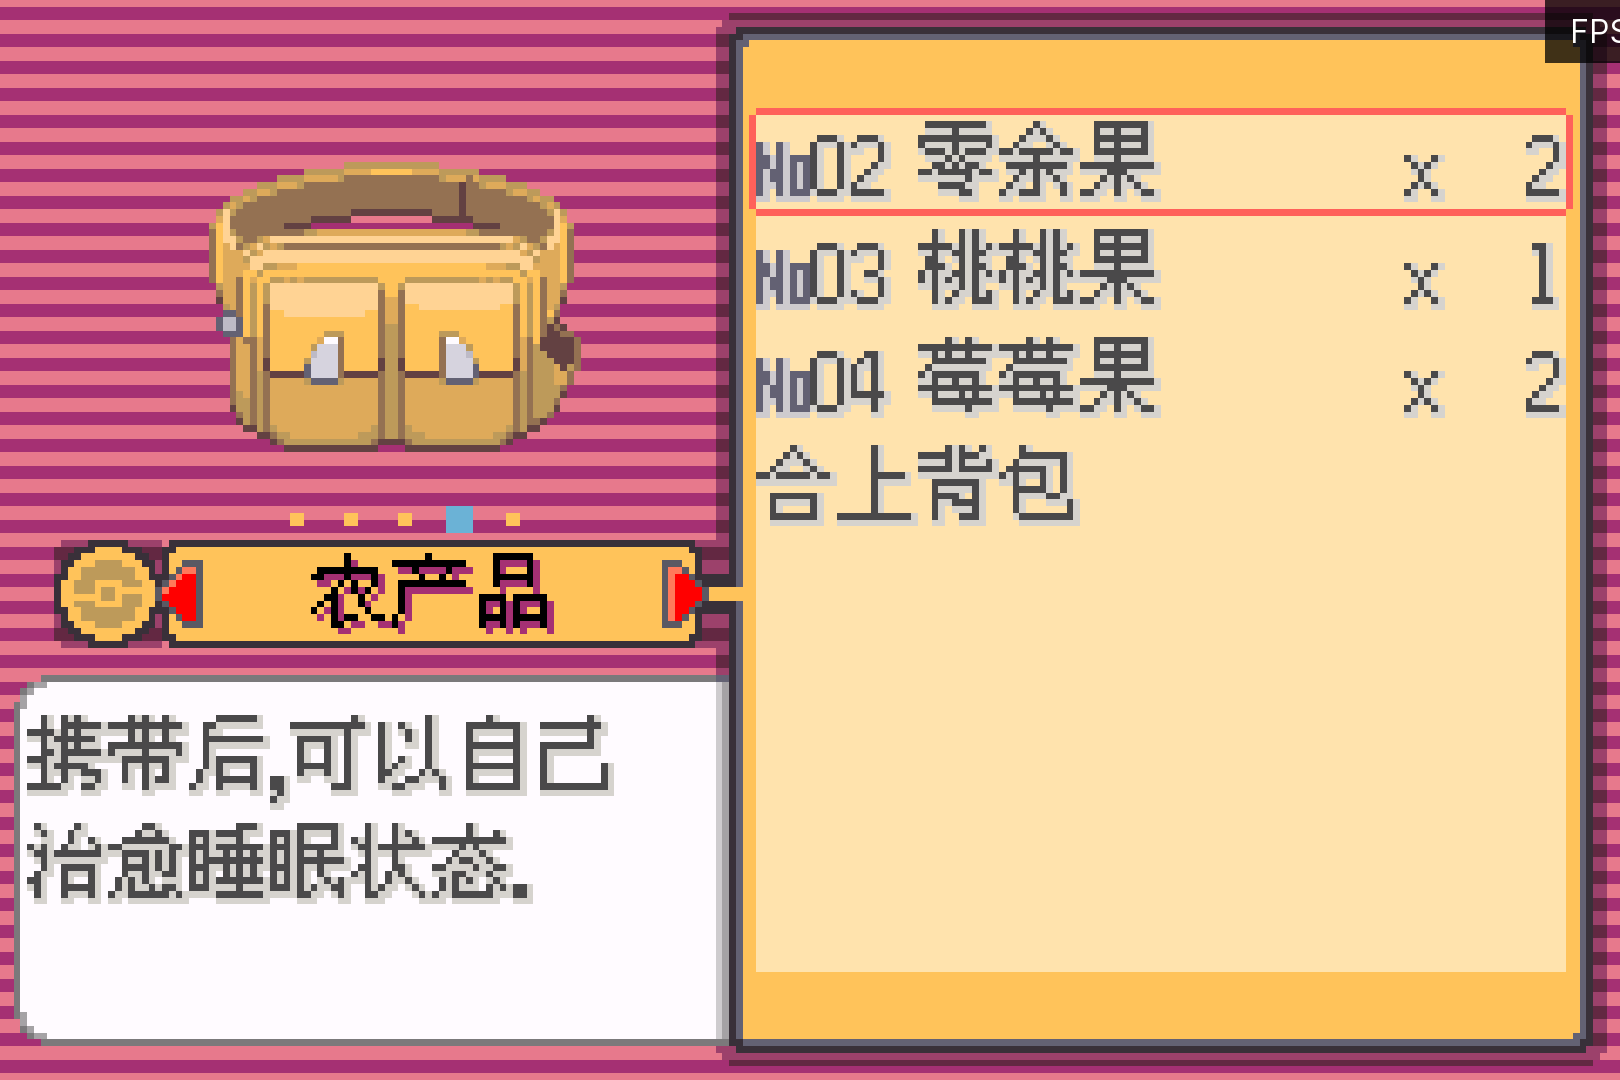 FPS
No02 零余果 x 2
No03 桃桃果 x 1
No04 莓莓果 x 2
合上背包
农产品
携带后,可以自己
治愈睡眠状态.